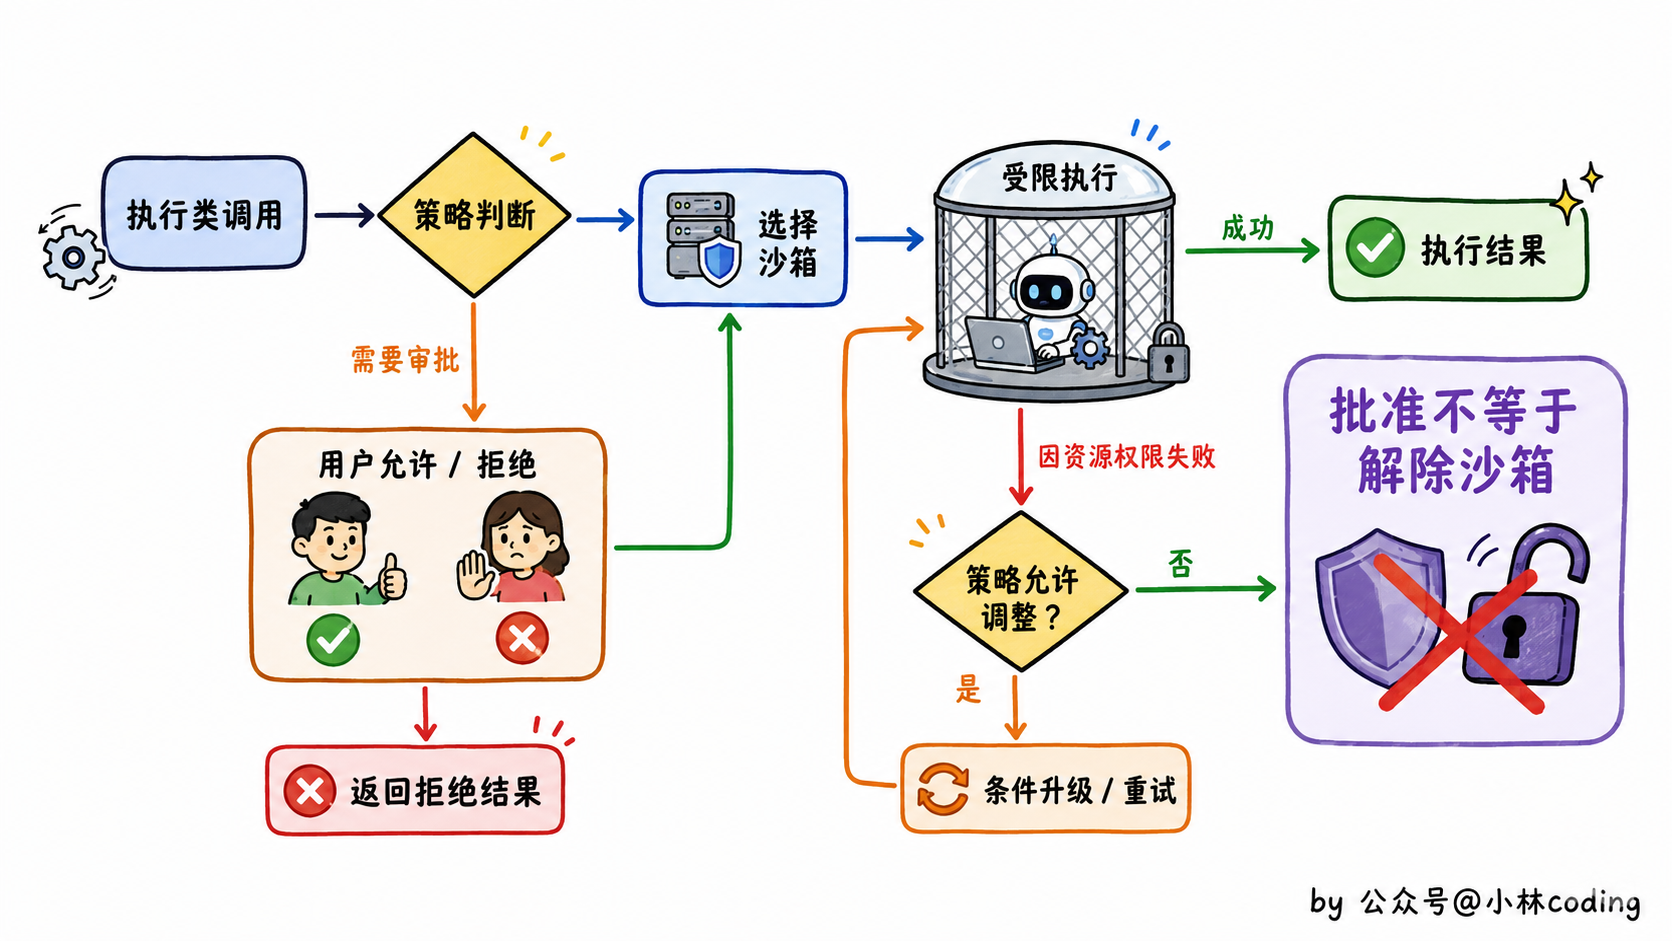 执行类调用
策略判断
选择
沙箱
受限执行
成功
执行结果
需要审批
用户允许 / 拒绝
返回拒绝结果
因资源权限失败
策略允许
调整？
否
是
条件升级 / 重试
批准不等于
解除沙箱
by 公众号@小林coding